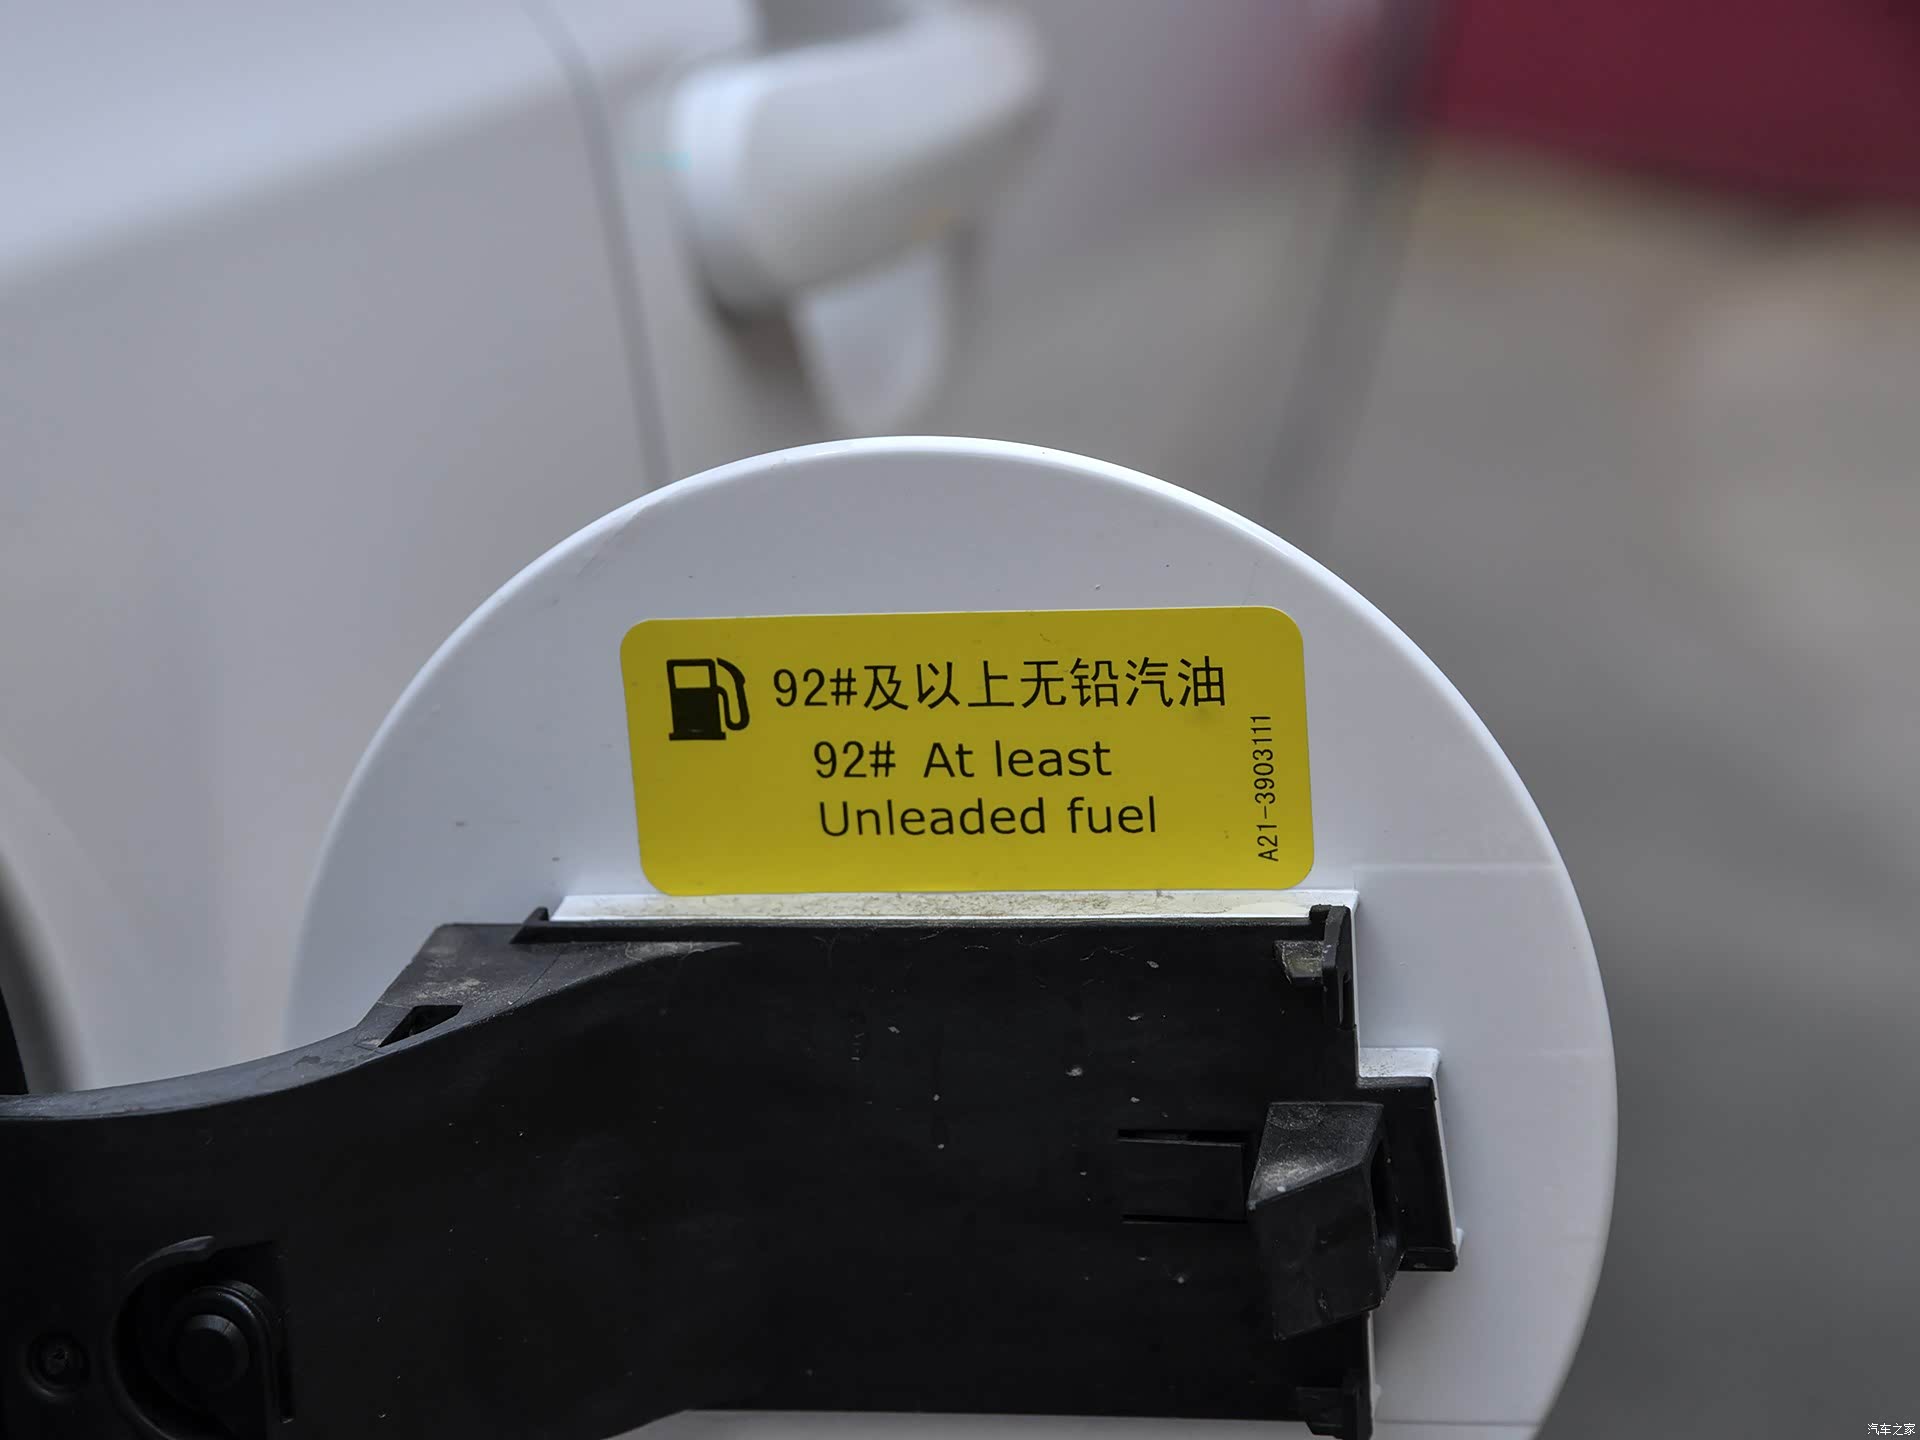 92#及以上无铅汽油
92# At least
Unleaded fuel
A21-3903111
汽车之家